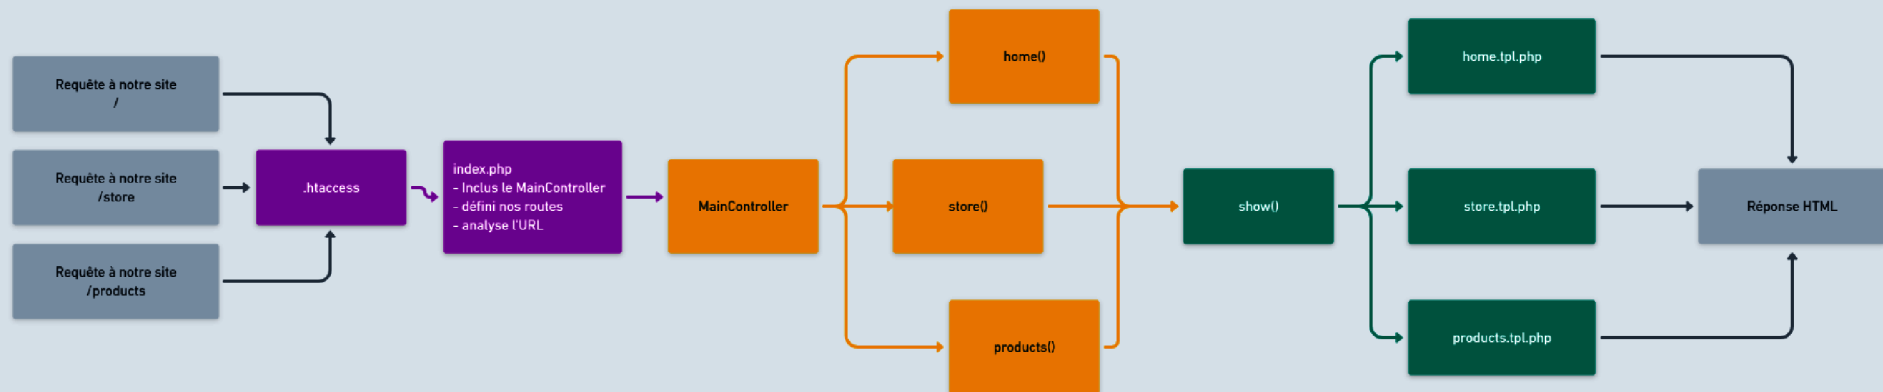 Requête à notre site
/
Requête à notre site
/store
Requête à notre site
/products
.htaccess
index.php
- Inclus le MainController
- défini nos routes
- analyse l'URL
MainController
home()
store()
products()
show()
home.tpl.php
store.tpl.php
products.tpl.php
Réponse HTML